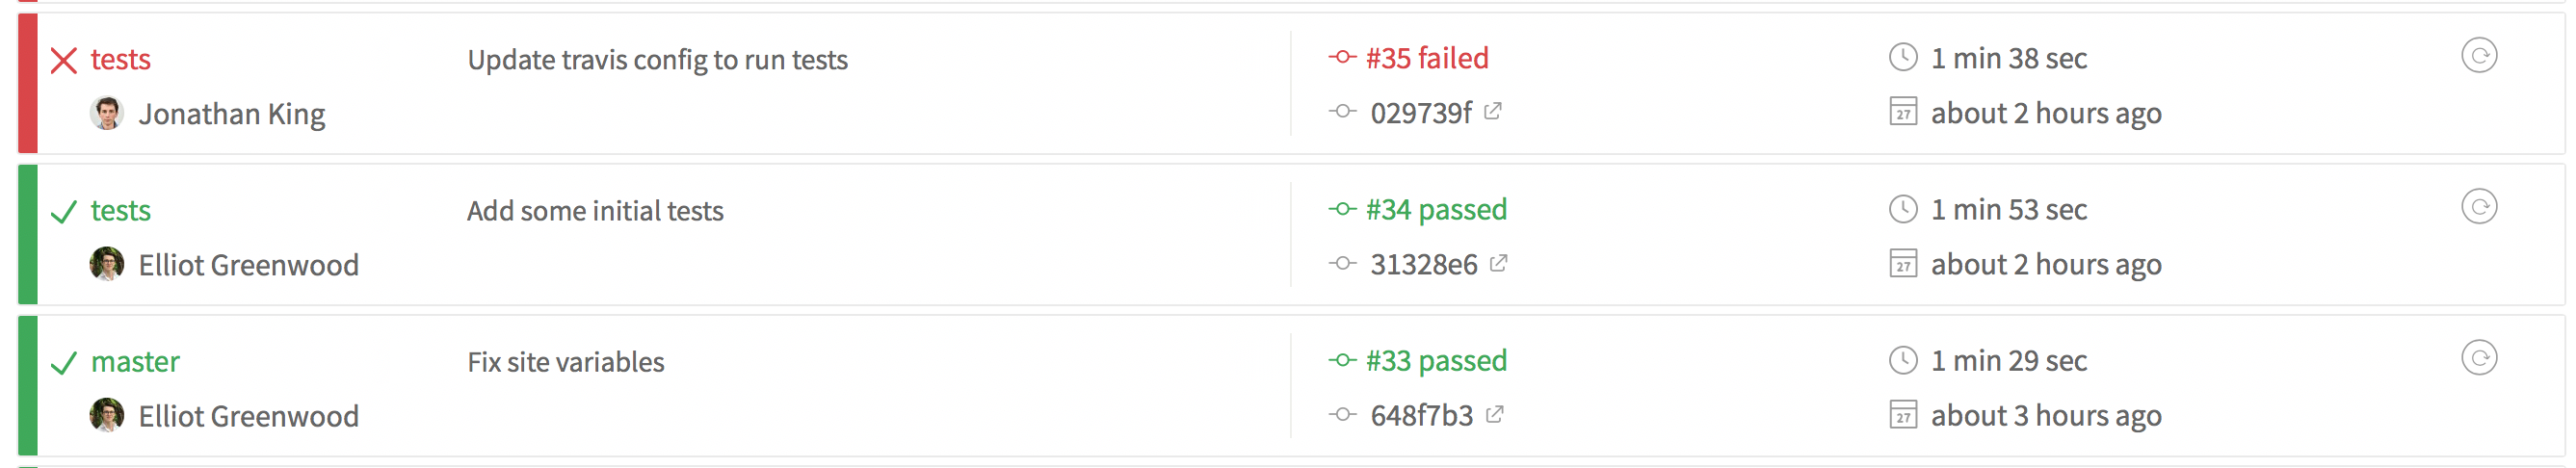 tests Update travis config to run tests #35 failed 1 min 38 sec
Jonathan King 029739f 27 about 2 hours ago
tests Add some initial tests #34 passed 1 min 53 sec
Elliot Greenwood 31328e6 27 about 2 hours ago
master Fix site variables #33 passed 1 min 29 sec
Elliot Greenwood 648f7b3 27 about 3 hours ago